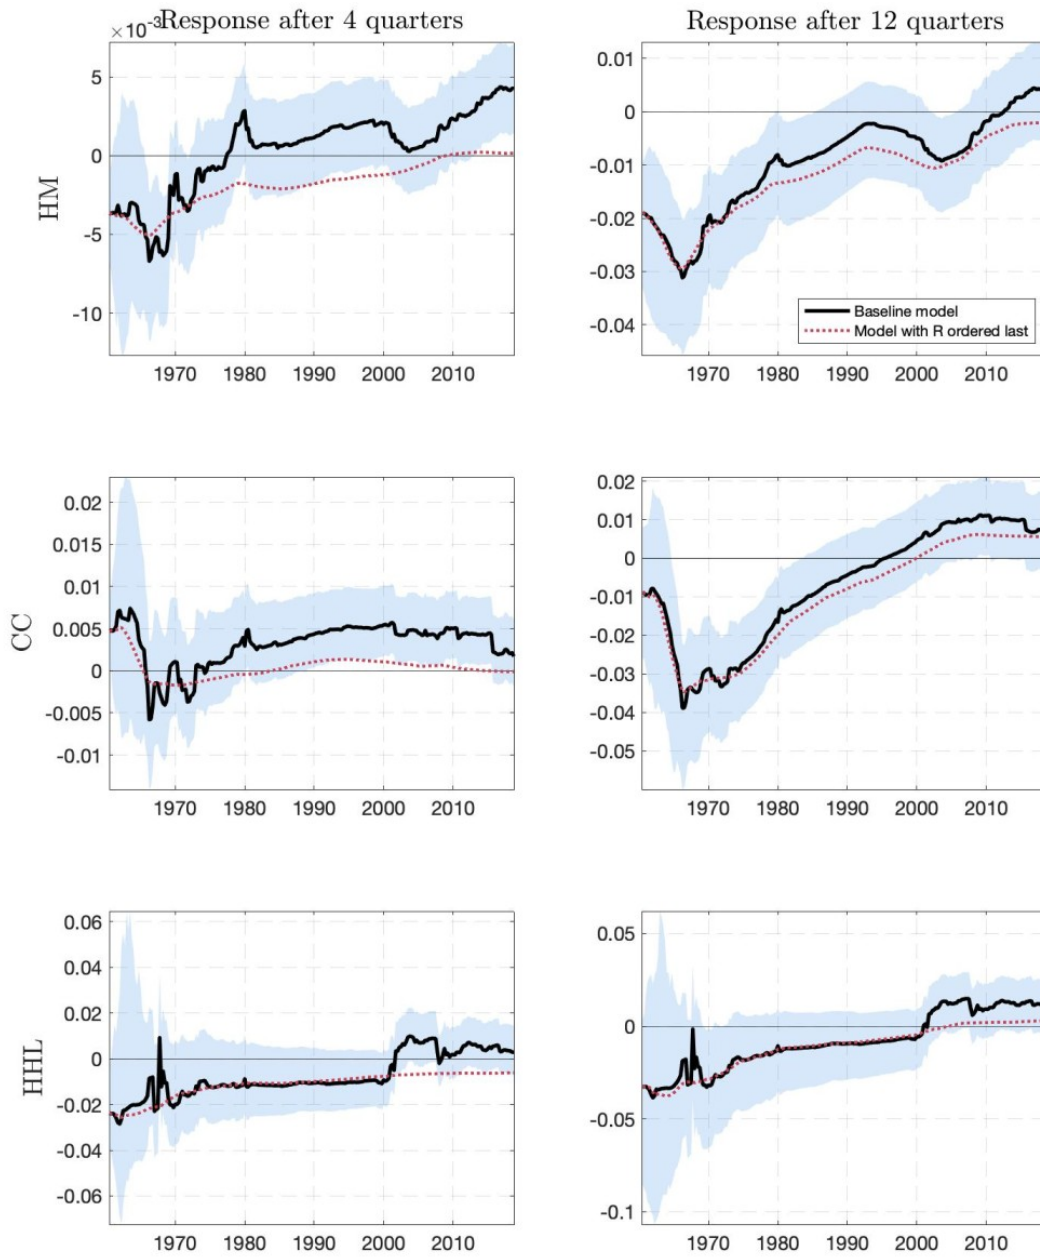 Response after 4 quarters
Response after 12 quarters
×10⁻³
5
0
-5
-10
HM
1970 1980 1990 2000 2010
0.01
0
-0.01
-0.02
-0.03
-0.04
Baseline model
Model with R ordered last
1970 1980 1990 2000 2010
0.02
0.015
0.01
0.005
0
-0.005
-0.01
CC
1970 1980 1990 2000 2010
0.02
0.01
0
-0.01
-0.02
-0.03
-0.04
-0.05
1970 1980 1990 2000 2010
0.06
0.04
0.02
0
-0.02
-0.04
-0.06
HHL
1970 1980 1990 2000 2010
0.05
0
-0.05
-0.1
1970 1980 1990 2000 2010